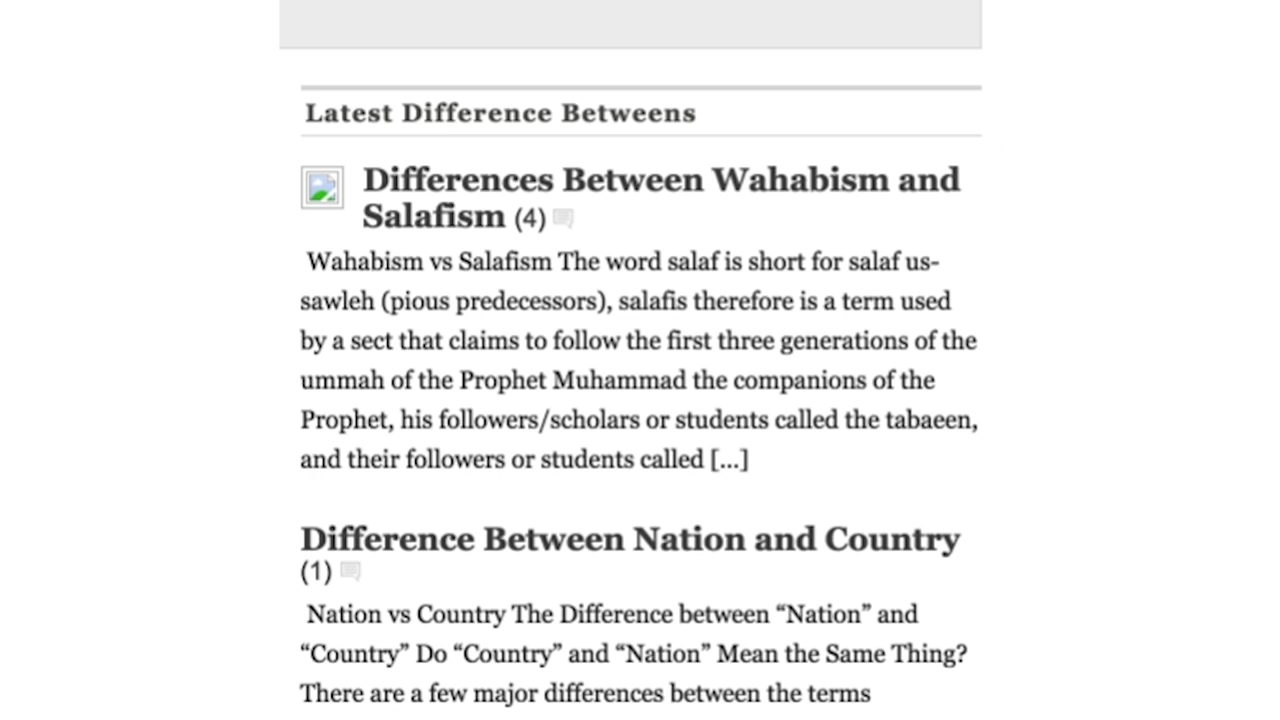 Latest Difference Betweens
Differences Between Wahabism and
Salafism (4)
Wahabism vs Salafism The word salaf is short for salaf us-
sawleh (pious predecessors), salafis therefore is a term used
by a sect that claims to follow the first three generations of the
ummah of the Prophet Muhammad the companions of the
Prophet, his followers/scholars or students called the tabaeen,
and their followers or students called [...]
Difference Between Nation and Country
(1)
Nation vs Country The Difference between “Nation” and
“Country” Do “Country” and “Nation” Mean the Same Thing?
There are a few major differences between the terms